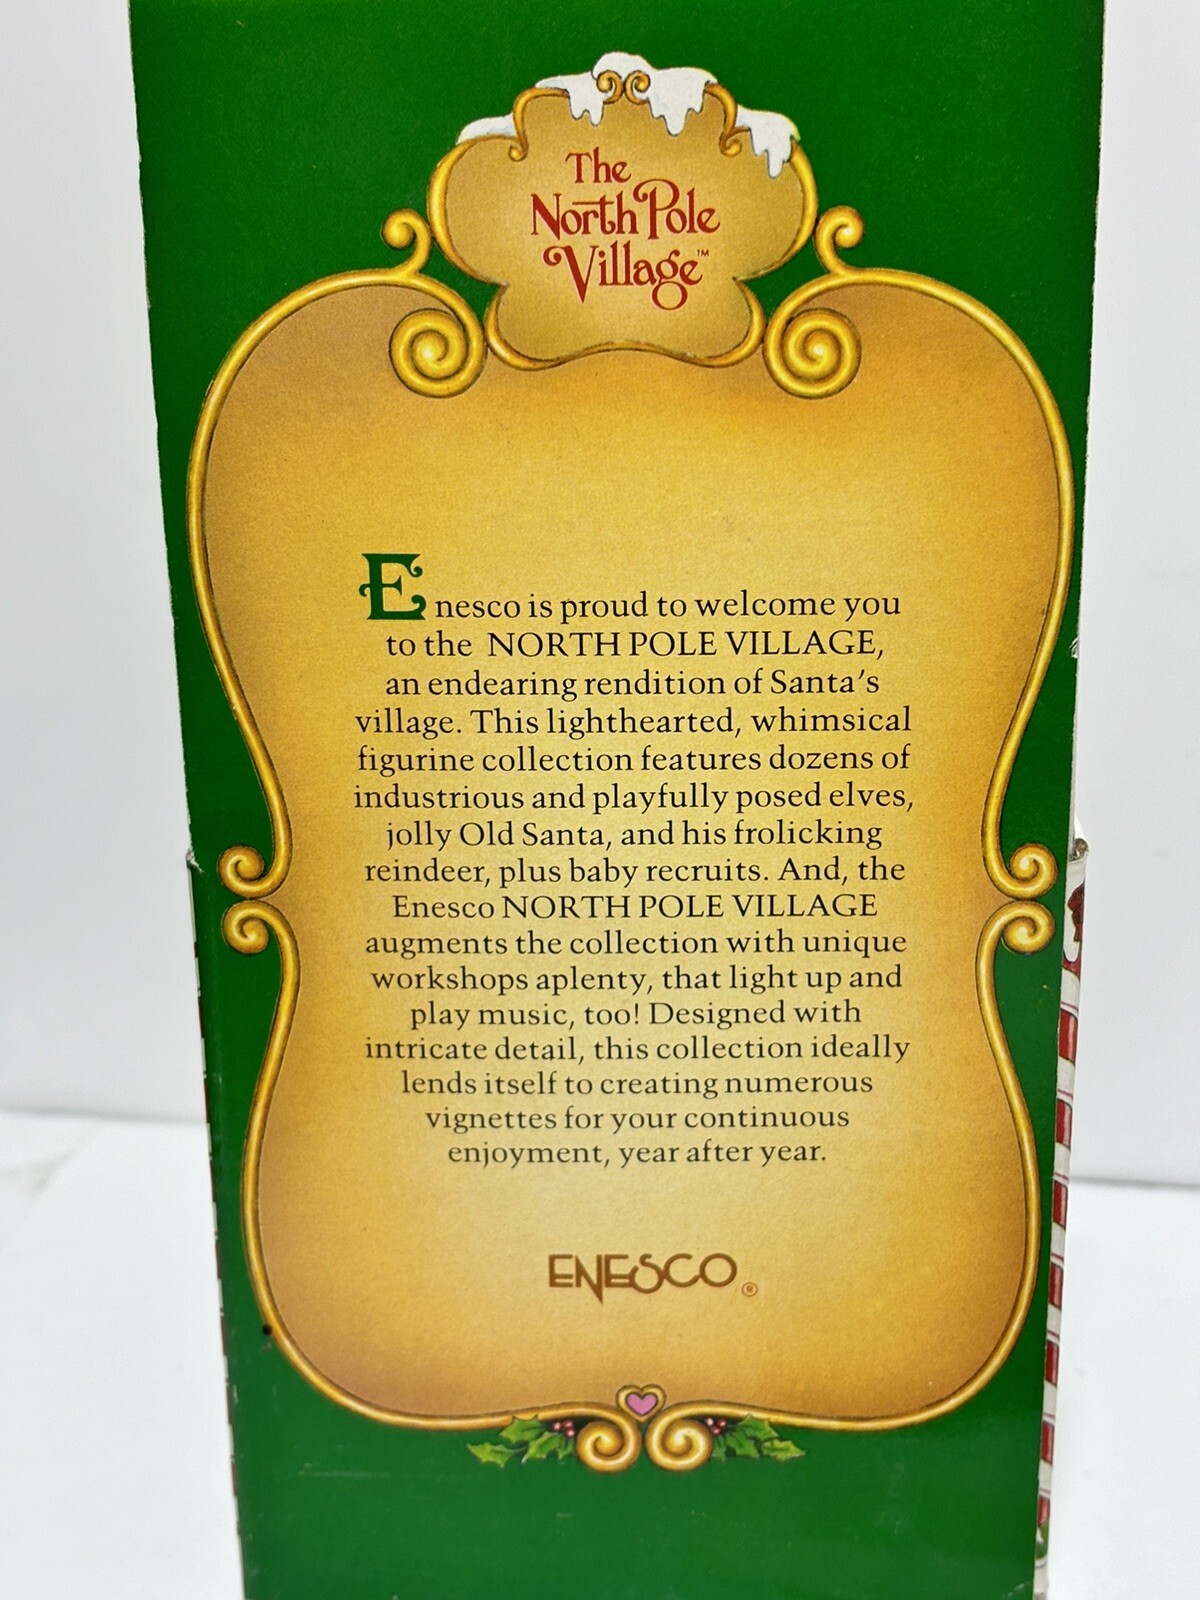 The
North Pole
Village™
Enesco is proud to welcome you
to the NORTH POLE VILLAGE,
an endearing rendition of Santa's
village. This lighthearted, whimsical
figurine collection features dozens of
industrious and playfully posed elves,
jolly Old Santa, and his frolicking
reindeer, plus baby recruits. And, the
Enesco NORTH POLE VILLAGE
augments the collection with unique
workshops aplenty, that light up and
play music, too! Designed with
intricate detail, this collection ideally
lends itself to creating numerous
vignettes for your continuous
enjoyment, year after year.
ENESCO®